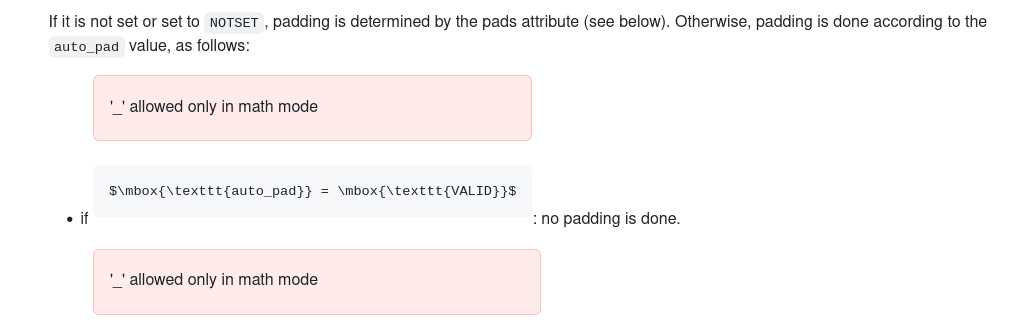 If it is not set or set to NOTSET, padding is determined by the pads attribute (see below). Otherwise, padding is done according to the
auto_pad value, as follows:
'_' allowed only in math mode
$\mbox{\texttt{auto_pad}} = \mbox{\texttt{VALID}}$
• if : no padding is done.
'_' allowed only in math mode